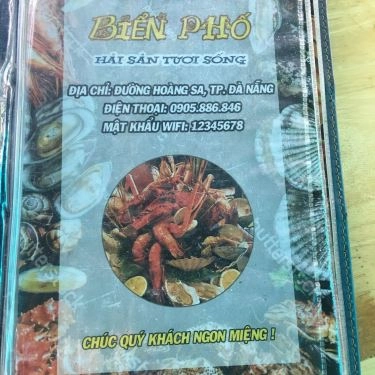 BIỂN PHỐ
HẢI SẢN TƯƠI SỐNG
ĐỊA CHỈ: ĐƯỜNG HOÀNG SA, TP. ĐÀ NẴNG
ĐIỆN THOẠI: 0905.886.846
MẬT KHẨU WIFI: 12345678
CHÚC QUÝ KHÁCH NGON MIỆNG !